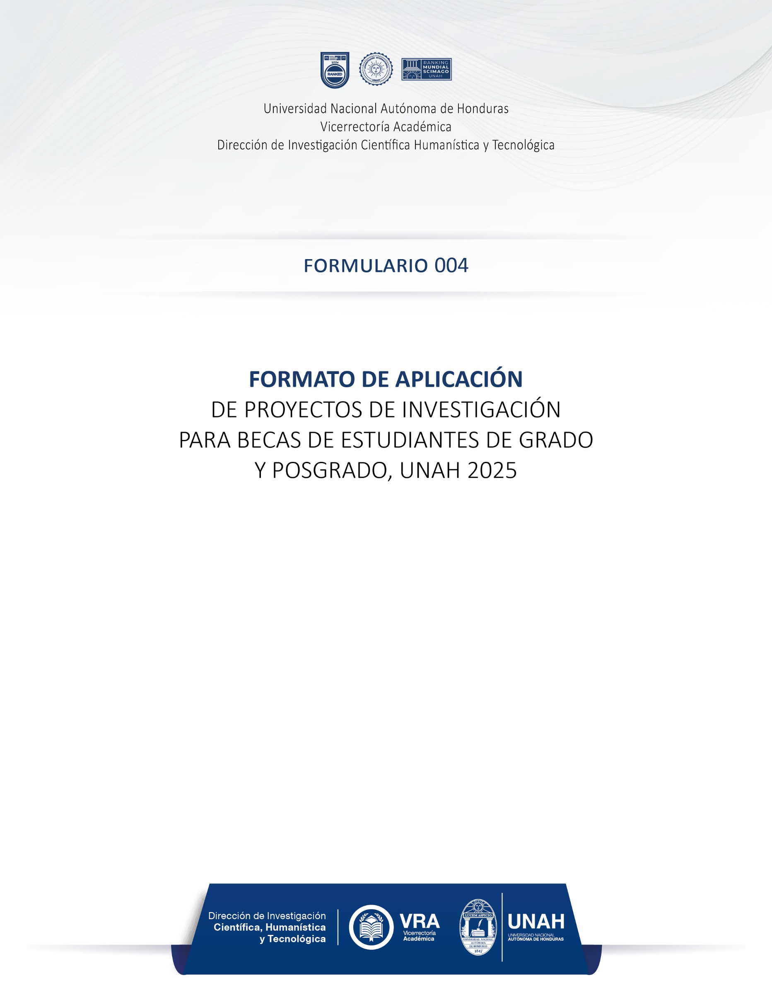 2024
RANKED
UNAH
RANKING
MUNDIAL
SCIMAGO
UNAH
Universidad Nacional Autónoma de Honduras
Vicerrectoría Académica
Dirección de Investigación Científica Humanística y Tecnológica
FORMULARIO 004
FORMATO DE APLICACIÓN
DE PROYECTOS DE INVESTIGACIÓN
PARA BECAS DE ESTUDIANTES DE GRADO
Y POSGRADO, UNAH 2025
Dirección de Investigación
Científica, Humanística
y Tecnológica
VRA
Vicerrectoría
Académica
LUCEM ASPICIO
UNIVERSIDAD NACIONAL
AUTÓNOMA
DE HONDURAS
1847
UNAH
UNIVERSIDAD NACIONAL
AUTÓNOMA DE HONDURAS